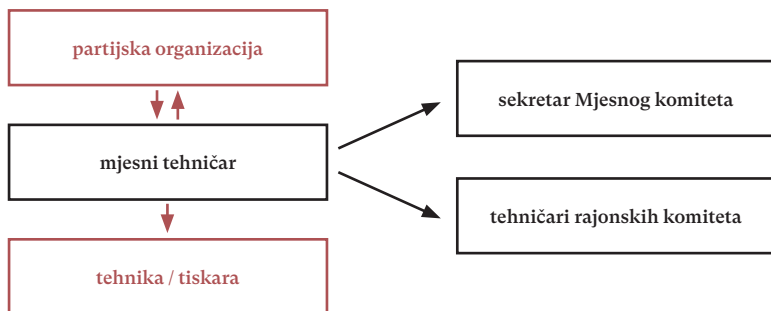 partijska organizacija
sekretar Mjesnog komiteta
mjesni tehničar
tehničari rajonskih komiteta
tehnika / tiskara